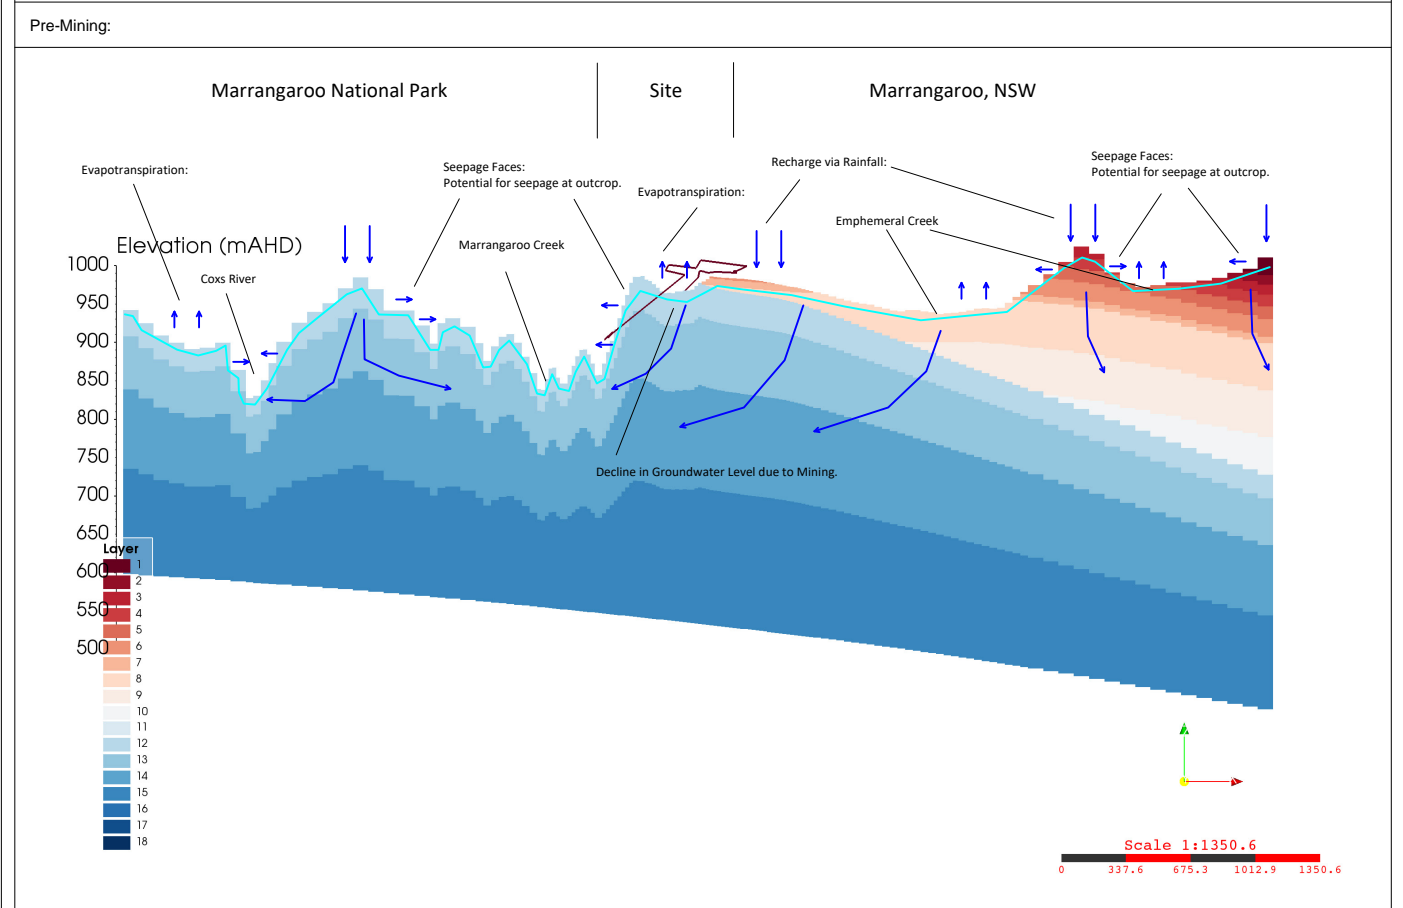 Pre-Mining:
Marrangaroo National Park
Site
Marrangaroo, NSW
Evapotranspiration:
Seepage Faces:
Potential for seepage at outcrop.
Evapotranspiration:
Recharge via Rainfall:
Seepage Faces:
Potential for seepage at outcrop.
Ephemeral Creek
Marrangaroo Creek
Elevation (mAHD)
Coxs River
1000
950
900
850
800
750
700
650
600
550
500
Decline in Groundwater Level due to Mining.
Layer
1
2
3
4
5
6
7
8
9
10
11
12
13
14
15
16
17
18
Scale 1:1350.6
0 337.6 675.3 1012.9 1350.6